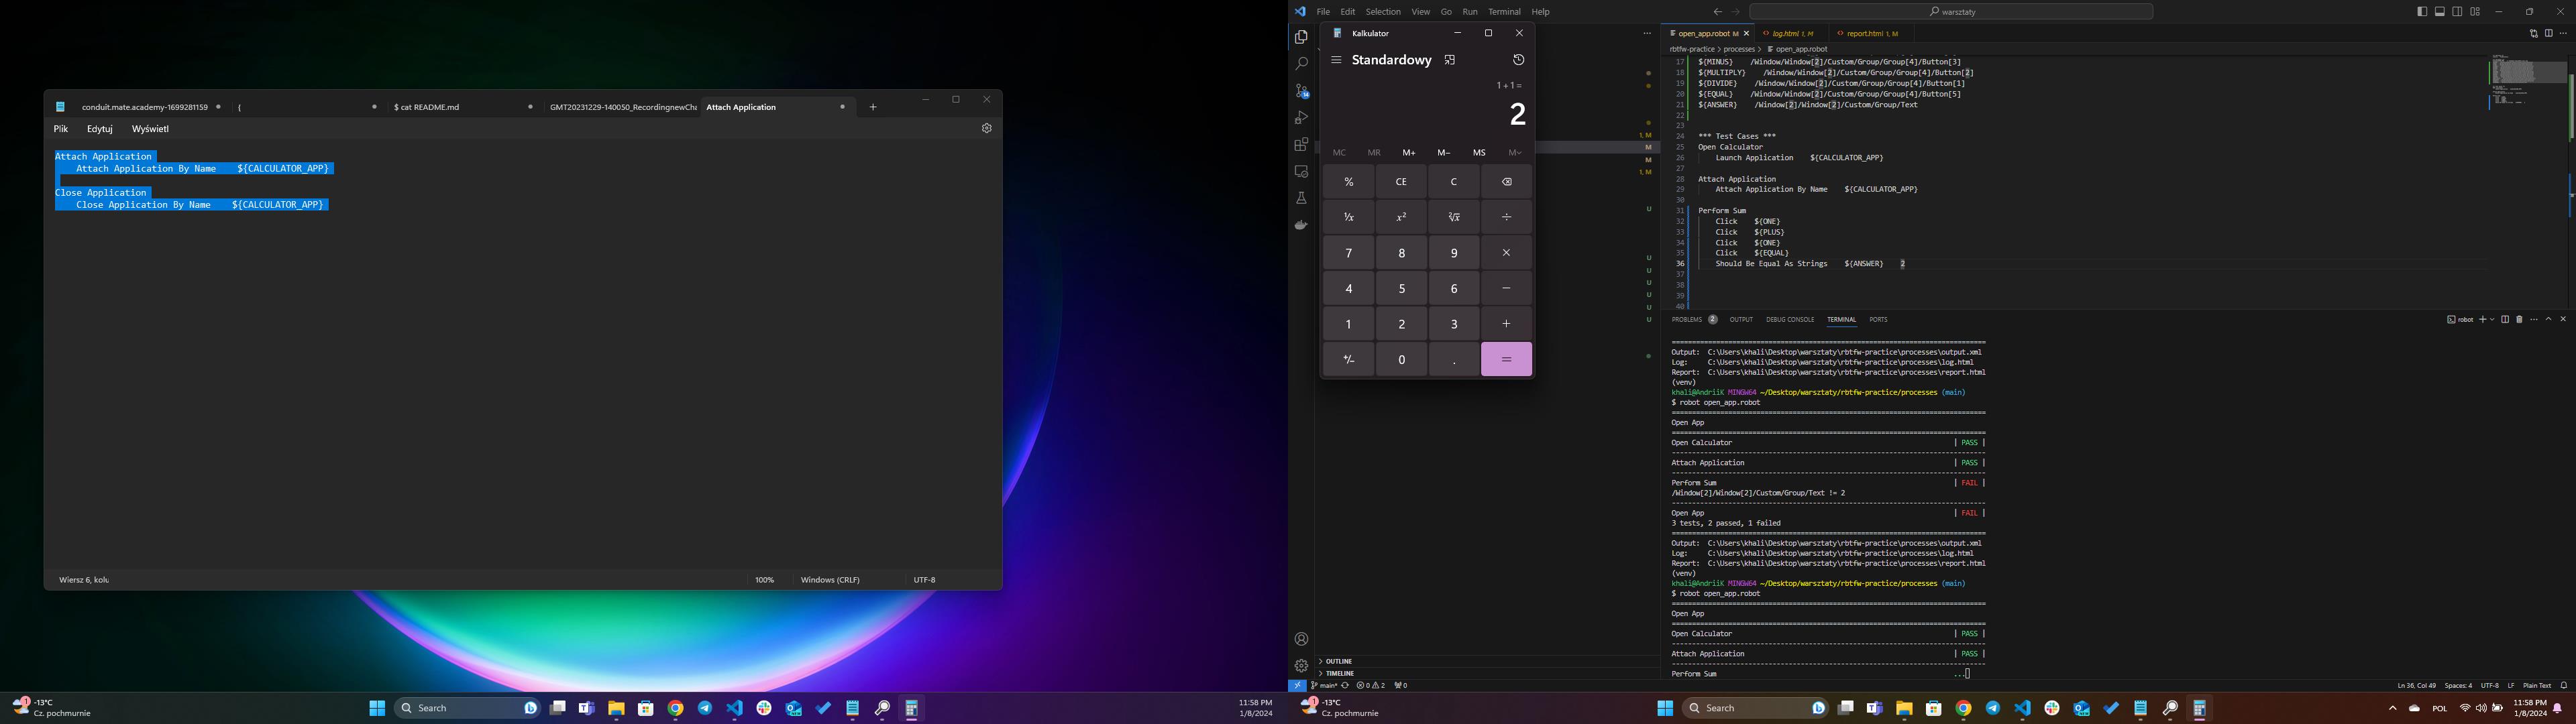 conduit.mate.academy-1699281159
{
$ cat README.md
GMT20231229-140050_RecordingnewCha
Attach Application
Plik Edytuj Wyświetl
Attach Application
Attach Application By Name ${CALCULATOR_APP}
Close Application
Close Application By Name ${CALCULATOR_APP}
Wiersz 6, kolu
100%
Windows (CRLF)
UTF-8
-13°C
Cz. pochmurnie
Search
11:58 PM
1/8/2024
File Edit Selection View Go Run Terminal Help
warsztaty
Kalkulator
Standardowy
1 + 1 =
2
MC MR M+ M− MS M
% CE C
¹/x x² ²√x ÷
7 8 9 ×
4 5 6 −
1 2 3 +
+/− 0 . =
14
1, M
M
M
1, M
U
U
U
U
U
U
U
OUTLINE
TIMELINE
open_app.robot M log.html 1, M report.html 1, M
rbtfw-practice > processes > open_app.robot
17 ${MINUS} /Window/Window[2]/Custom/Group/Group[4]/Button[3]
18 ${MULTIPLY} /Window/Window[2]/Custom/Group/Group[4]/Button[2]
19 ${DIVIDE} /Window/Window[2]/Custom/Group/Group[4]/Button[1]
20 ${EQUAL} /Window/Window[2]/Custom/Group/Group[4]/Button[5]
21 ${ANSWER} /Window[2]/Window[2]/Custom/Group/Text
22
23
24 *** Test Cases ***
25 Open Calculator
26 Launch Application ${CALCULATOR_APP}
27
28 Attach Application
29 Attach Application By Name ${CALCULATOR_APP}
30
31 Perform Sum
32 Click ${ONE}
33 Click ${PLUS}
34 Click ${ONE}
35 Click ${EQUAL}
36 Should Be Equal As Strings ${ANSWER} 2
37
38
39
40
PROBLEMS 2 OUTPUT DEBUG CONSOLE TERMINAL PORTS
robot
==============================================================================
Output: C:\Users\khali\Desktop\warsztaty\rbtfw-practice\processes\output.xml
Log: C:\Users\khali\Desktop\warsztaty\rbtfw-practice\processes\log.html
Report: C:\Users\khali\Desktop\warsztaty\rbtfw-practice\processes\report.html
(venv)
khali@AndriiK MINGW64 ~/Desktop/warsztaty/rbtfw-practice/processes (main)
$ robot open_app.robot
==============================================================================
Open App
==============================================================================
Open Calculator | PASS |
------------------------------------------------------------------------------
Attach Application | PASS |
------------------------------------------------------------------------------
Perform Sum | FAIL |
/Window[2]/Window[2]/Custom/Group/Text != 2
------------------------------------------------------------------------------
Open App | FAIL |
3 tests, 2 passed, 1 failed
==============================================================================
Output: C:\Users\khali\Desktop\warsztaty\rbtfw-practice\processes\output.xml
Log: C:\Users\khali\Desktop\warsztaty\rbtfw-practice\processes\log.html
Report: C:\Users\khali\Desktop\warsztaty\rbtfw-practice\processes\report.html
(venv)
khali@AndriiK MINGW64 ~/Desktop/warsztaty/rbtfw-practice/processes (main)
$ robot open_app.robot
==============================================================================
Open App
==============================================================================
Open Calculator | PASS |
------------------------------------------------------------------------------
Attach Application | PASS |
------------------------------------------------------------------------------
Perform Sum ...
main* 0 2 0
Ln 36, Col 49 Spaces: 4 UTF-8 LF Plain Text
-13°C
Cz. pochmurnie
Search
POL
11:58 PM
1/8/2024